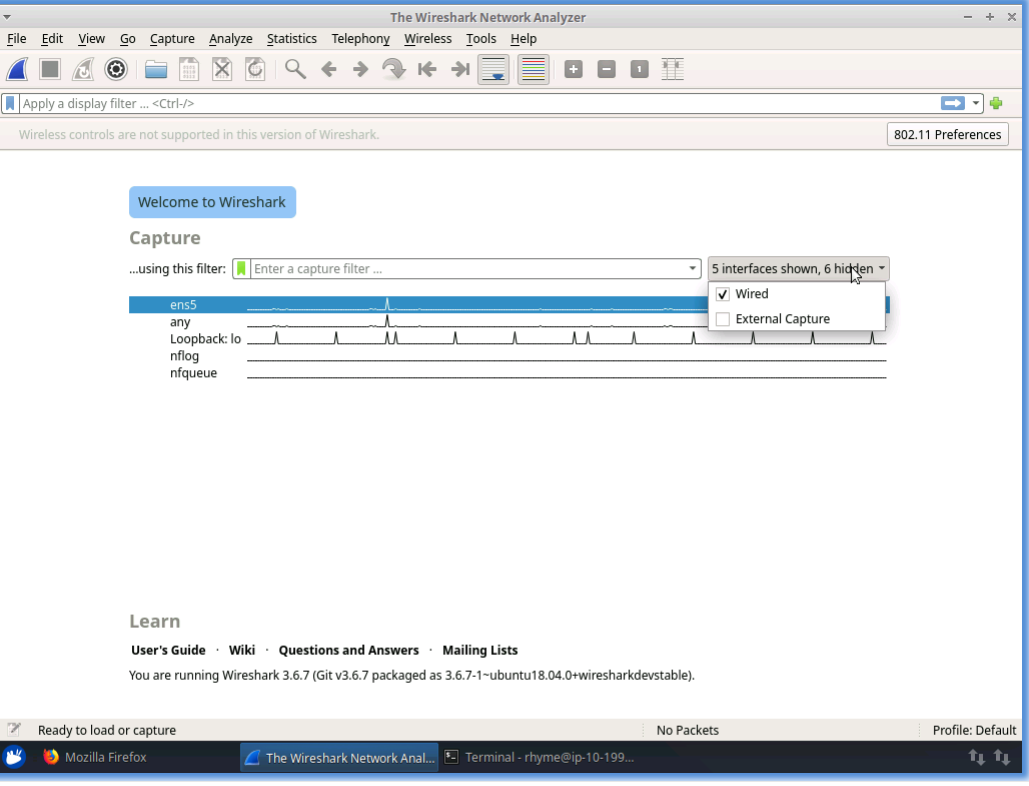 The Wireshark Network Analyzer
File Edit View Go Capture Analyze Statistics Telephony Wireless Tools Help
Apply a display filter ... <Ctrl-/>
Wireless controls are not supported in this version of Wireshark. 802.11 Preferences
Welcome to Wireshark
Capture
...using this filter: Enter a capture filter ... 5 interfaces shown, 6 hidden
Wired
External Capture
ens5
any
Loopback: lo
nflog
nfqueue
Learn
User's Guide · Wiki · Questions and Answers · Mailing Lists
You are running Wireshark 3.6.7 (Git v3.6.7 packaged as 3.6.7-1~ubuntu18.04.0+wiresharkdevstable).
Ready to load or capture No Packets Profile: Default
Mozilla Firefox The Wireshark Network Anal... Terminal - rhyme@ip-10-199...